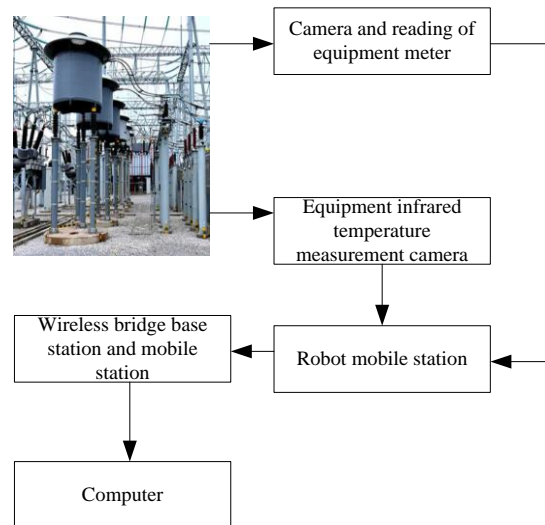 Camera and reading of
equipment meter
Equipment infrared
temperature
measurement camera
Wireless bridge base
station and mobile
station
Robot mobile station
Computer